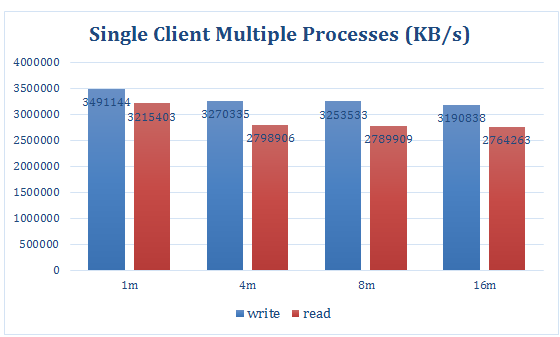 Single Client Multiple Processes (KB/s)
4000000
3500000
3000000
2500000
2000000
1500000
1000000
500000
0
3491144
3215403
3270335
2798906
3253533
2789909
3190838
2764263
1m
4m
8m
16m
write
read